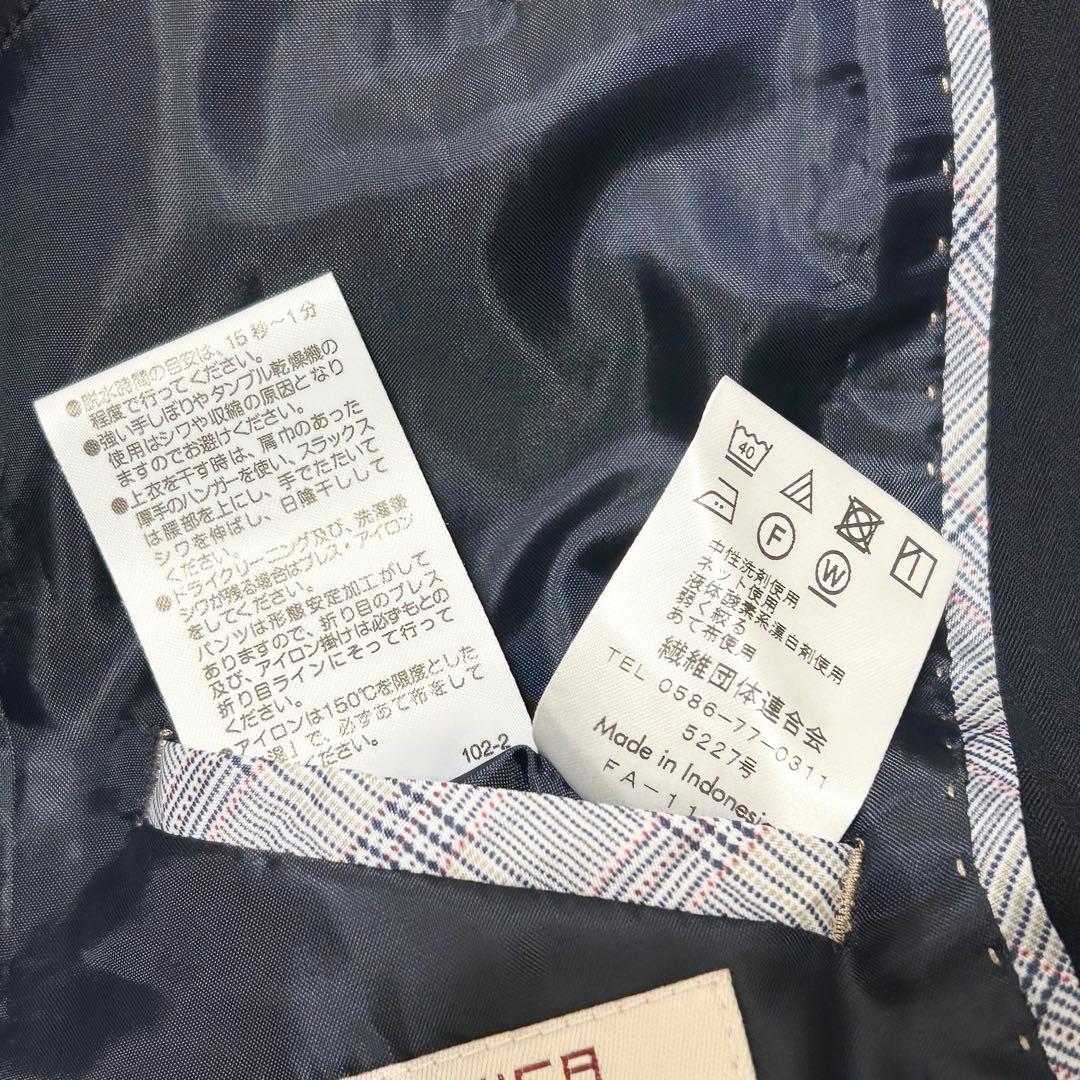 ●脱水時間の目安は、15秒～1分
程度で行ってください。
●強い手しぼりやタンブル乾燥機の
使用はシワや収縮の原因となり
ますのでお避けください。
●上衣を干す時は、肩巾のあった
厚手のハンガーを使い、スラックス
は腰部を上にし、手でたたいて
シワを伸ばし、日陰干しして
ください。
●ドライクリーニング及び、洗濯後
シワが残る場合はプレス・アイロン
をしてください。
パンツは形態安定加工がして
ありますので、折り目のプレス
及び、アイロン掛けは必ずもとの
折り目ラインにそって行って
ください。
アイロンは150℃を限度とした
で、必ずあて布をして
ださい。
102-2
40
F
W
中性洗剤使用
ネット使用
液体酸素系漂白剤使用
弱く絞る
あて布使用
繊維団体連合会
TEL 0586-77-0311
5227号
Made in Indonesia
FA-11